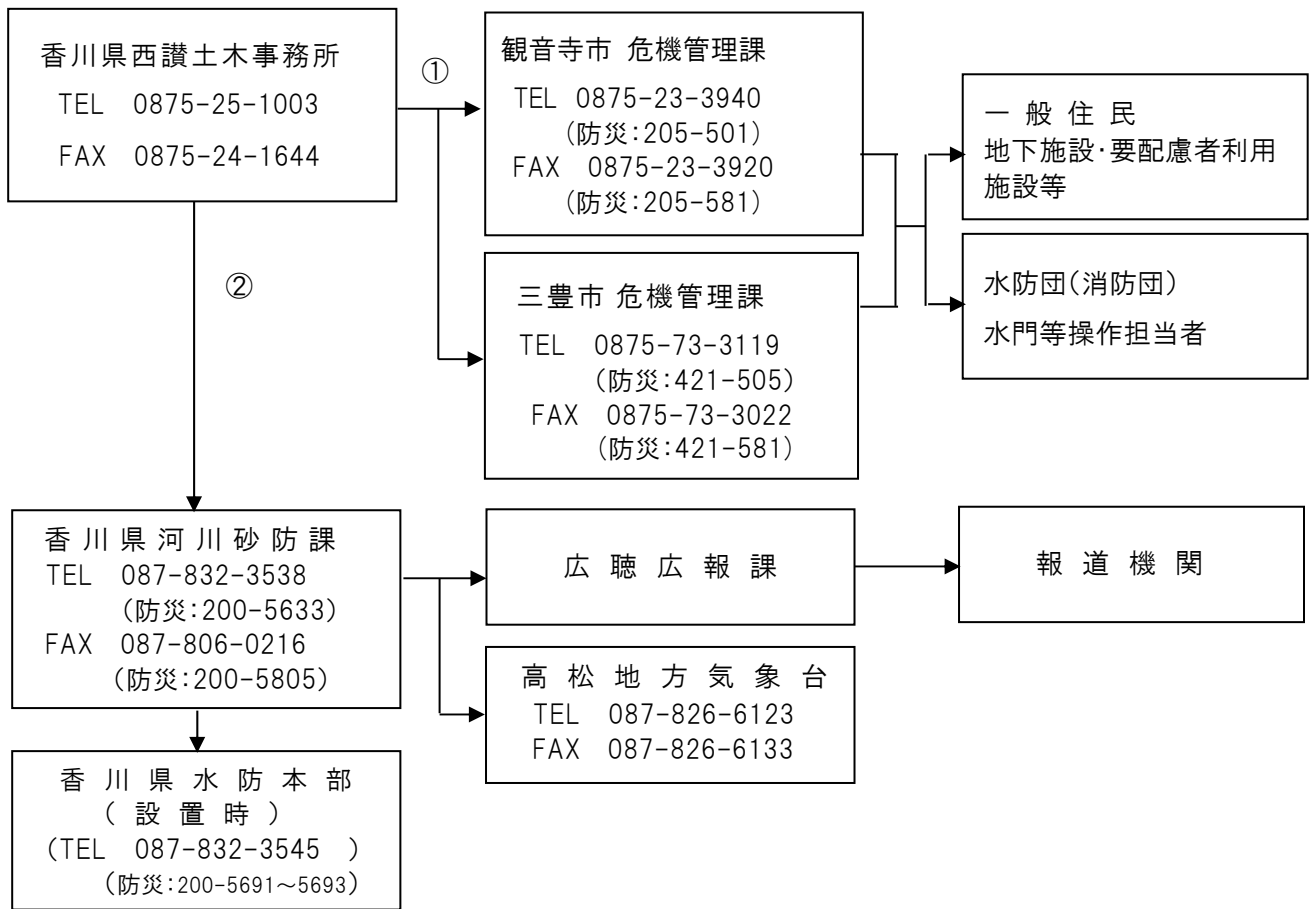 香川県西讃土木事務所
TEL 0875-25-1003
FAX 0875-24-1644
①
観音寺市 危機管理課
TEL 0875-23-3940
(防災:205-501)
FAX 0875-23-3920
(防災:205-581)
一般住民
地下施設・要配慮者利用
施設等
②
三豊市 危機管理課
TEL 0875-73-3119
(防災:421-505)
FAX 0875-73-3022
(防災:421-581)
水防団(消防団)
水門等操作担当者
香川県河川砂防課
TEL 087-832-3538
(防災:200-5633)
FAX 087-806-0216
(防災:200-5805)
広聴広報課
報道機関
高松地方気象台
TEL 087-826-6123
FAX 087-826-6133
香川県水防本部
(設置時)
(TEL 087-832-3545 )
(防災:200-5691～5693)